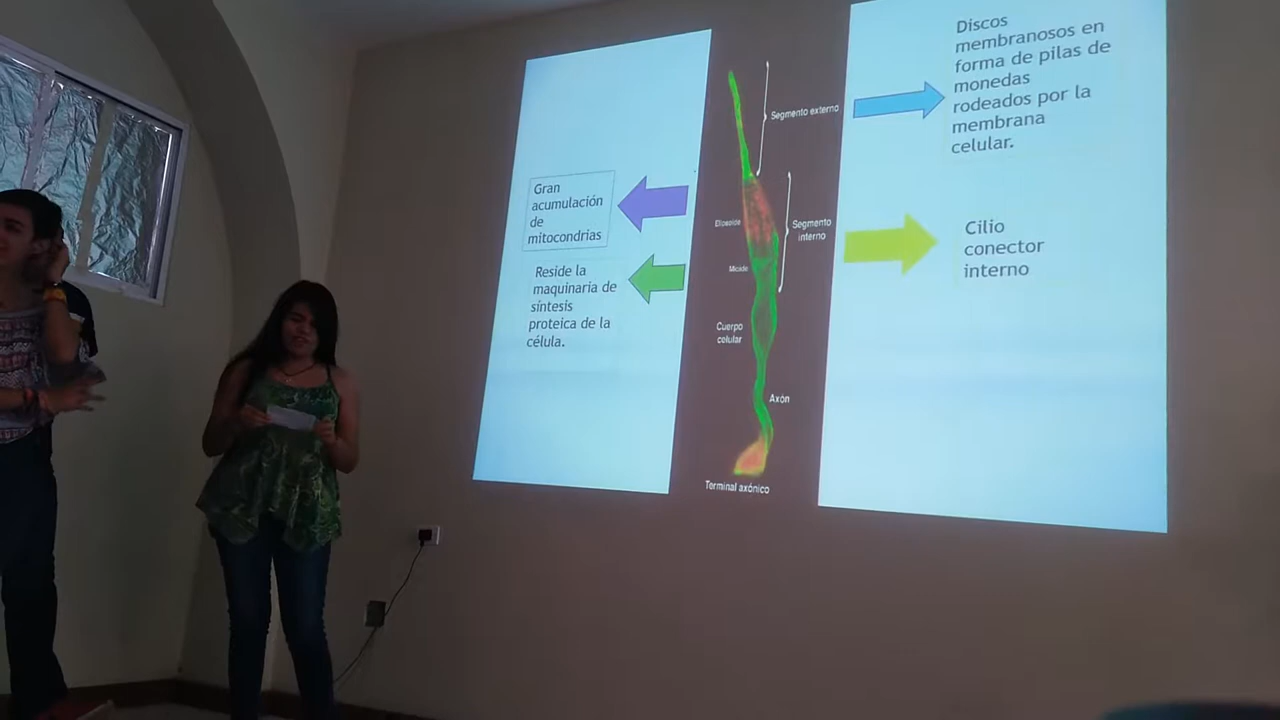 Gran
acumulación
de
mitocondrias
Reside la
maquinaria de
síntesis
proteica de la
célula.
Segmento externo
Elipsoide
Segmento
interno
Mioide
Cuerpo
celular
Axón
Terminal axónico
Discos
membranosos en
forma de pilas de
monedas
rodeados por la
membrana
celular.
Cilio
conector
interno